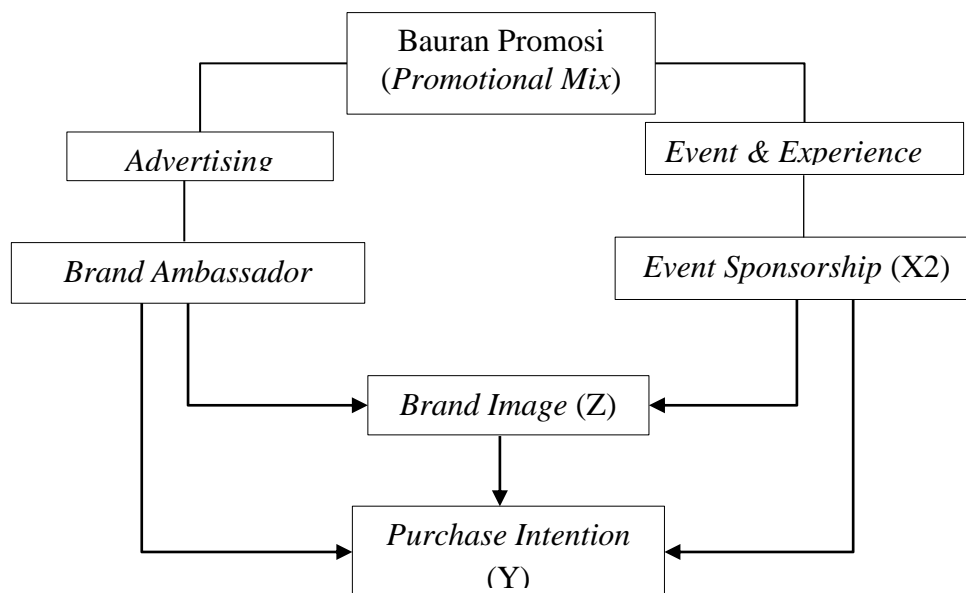 Bauran Promosi
(Promotional Mix)
Advertising
Event & Experience
Brand Ambassador
Event Sponsorship (X2)
Brand Image (Z)
Purchase Intention
(Y)